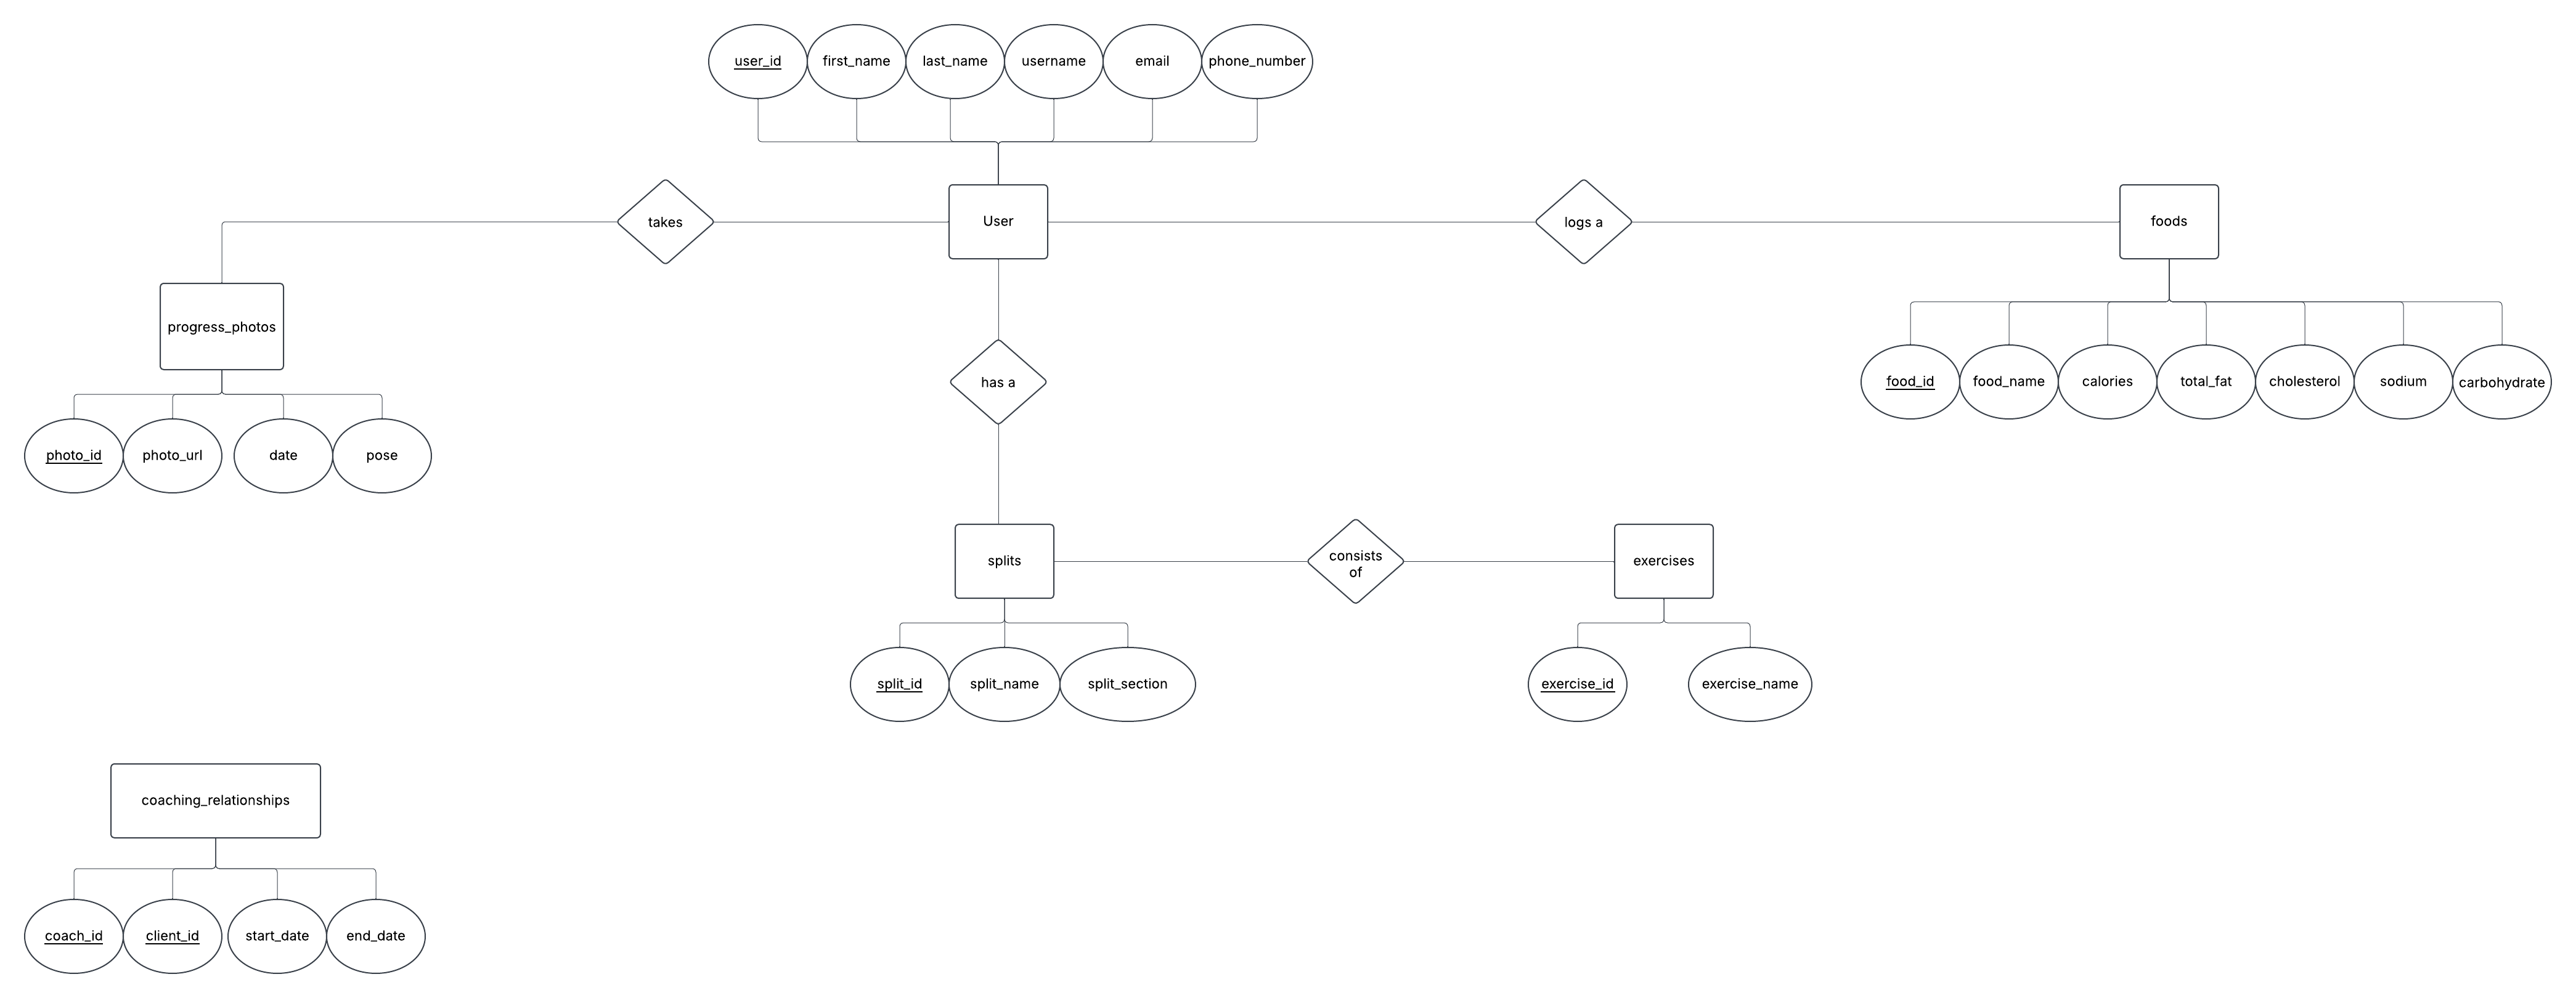 user_id
first_name
last_name
username
email
phone_number
takes
User
logs a
foods
progress_photos
has a
food_id
food_name
calories
total_fat
cholesterol
sodium
carbohydrate
photo_id
photo_url
date
pose
splits
consists
of
exercises
split_id
split_name
split_section
exercise_id
exercise_name
coaching_relationships
coach_id
client_id
start_date
end_date